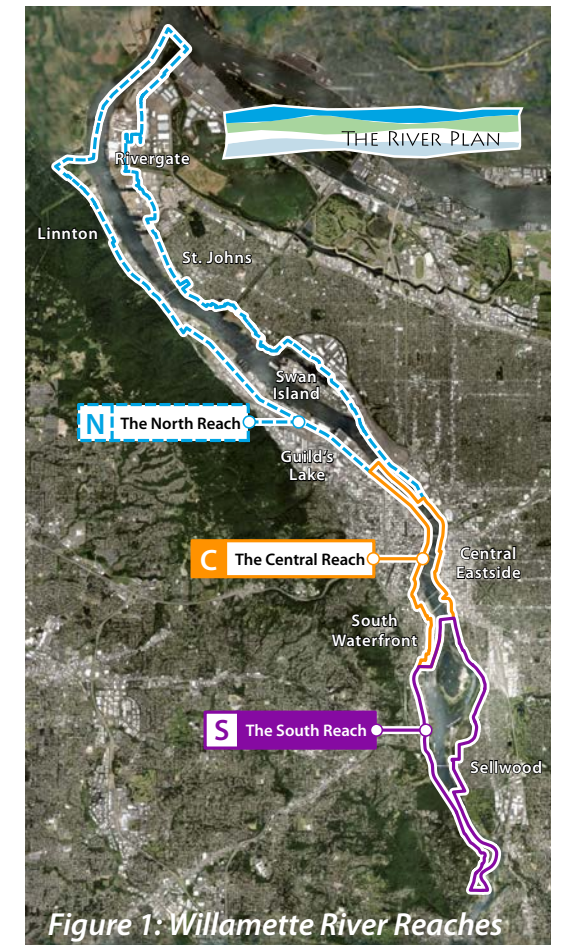 THE RIVER PLAN
Rivergate
Linnton
St. Johns
Swan
Island
N The North Reach
Guild's
Lake
C The Central Reach
Central
Eastside
South
Waterfront
S The South Reach
Sellwood
Figure 1: Willamette River Reaches